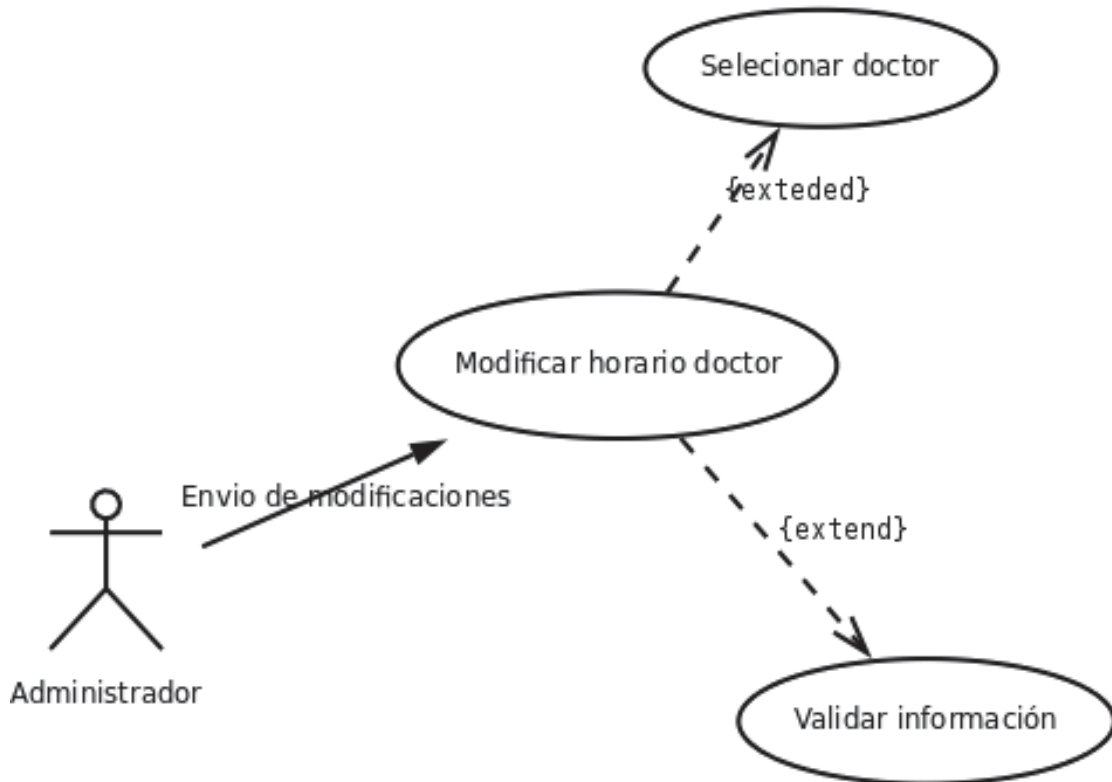 Selecionar doctor
{exteded}
Modificar horario doctor
Envio de modificaciones
{extend}
Administrador
Validar información